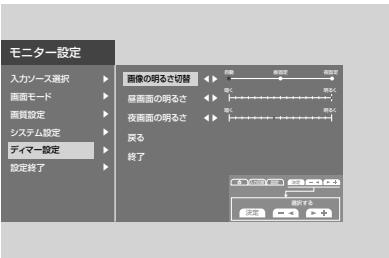 モニター設定
入力ソース選択
画面モード
画質設定
システム設定
ディマー設定
設定終了
画像の明るさ切替
自動 昼固定 夜固定
昼画面の明るさ
暗く 明るく
夜画面の明るさ
暗く 明るく
戻る
終了
決定
選択する
決定